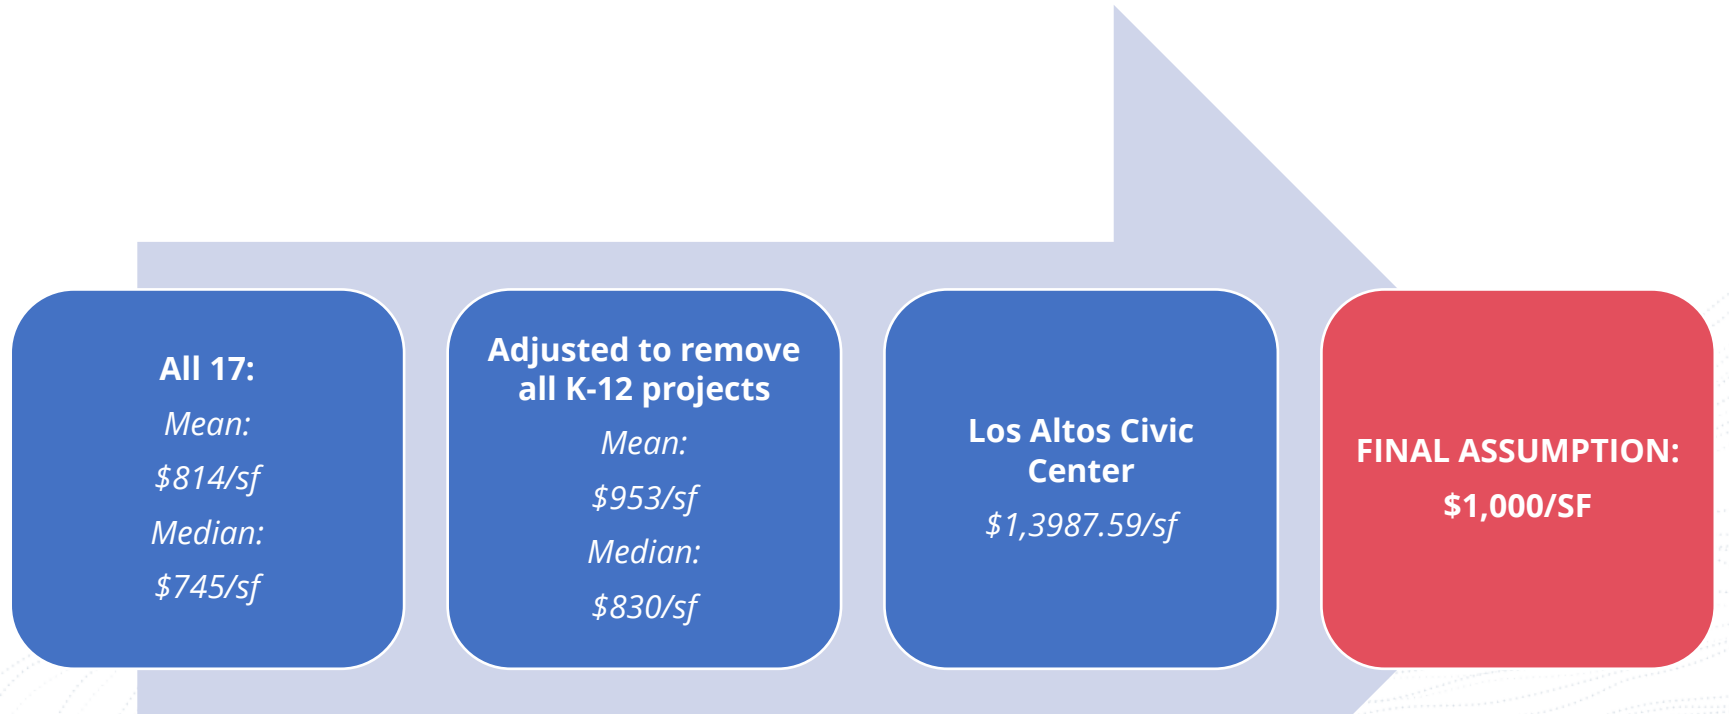 All 17:
Mean:
$814/sf
Median:
$745/sf
Adjusted to remove
all K-12 projects
Mean:
$953/sf
Median:
$830/sf
Los Altos Civic
Center
$1,3987.59/sf
FINAL ASSUMPTION:
$1,000/SF